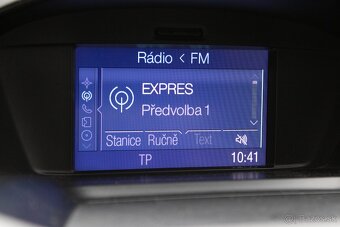 Rádio < FM
EXPRES
Předvolba 1
Stanice Ručně Text
TP 10:41